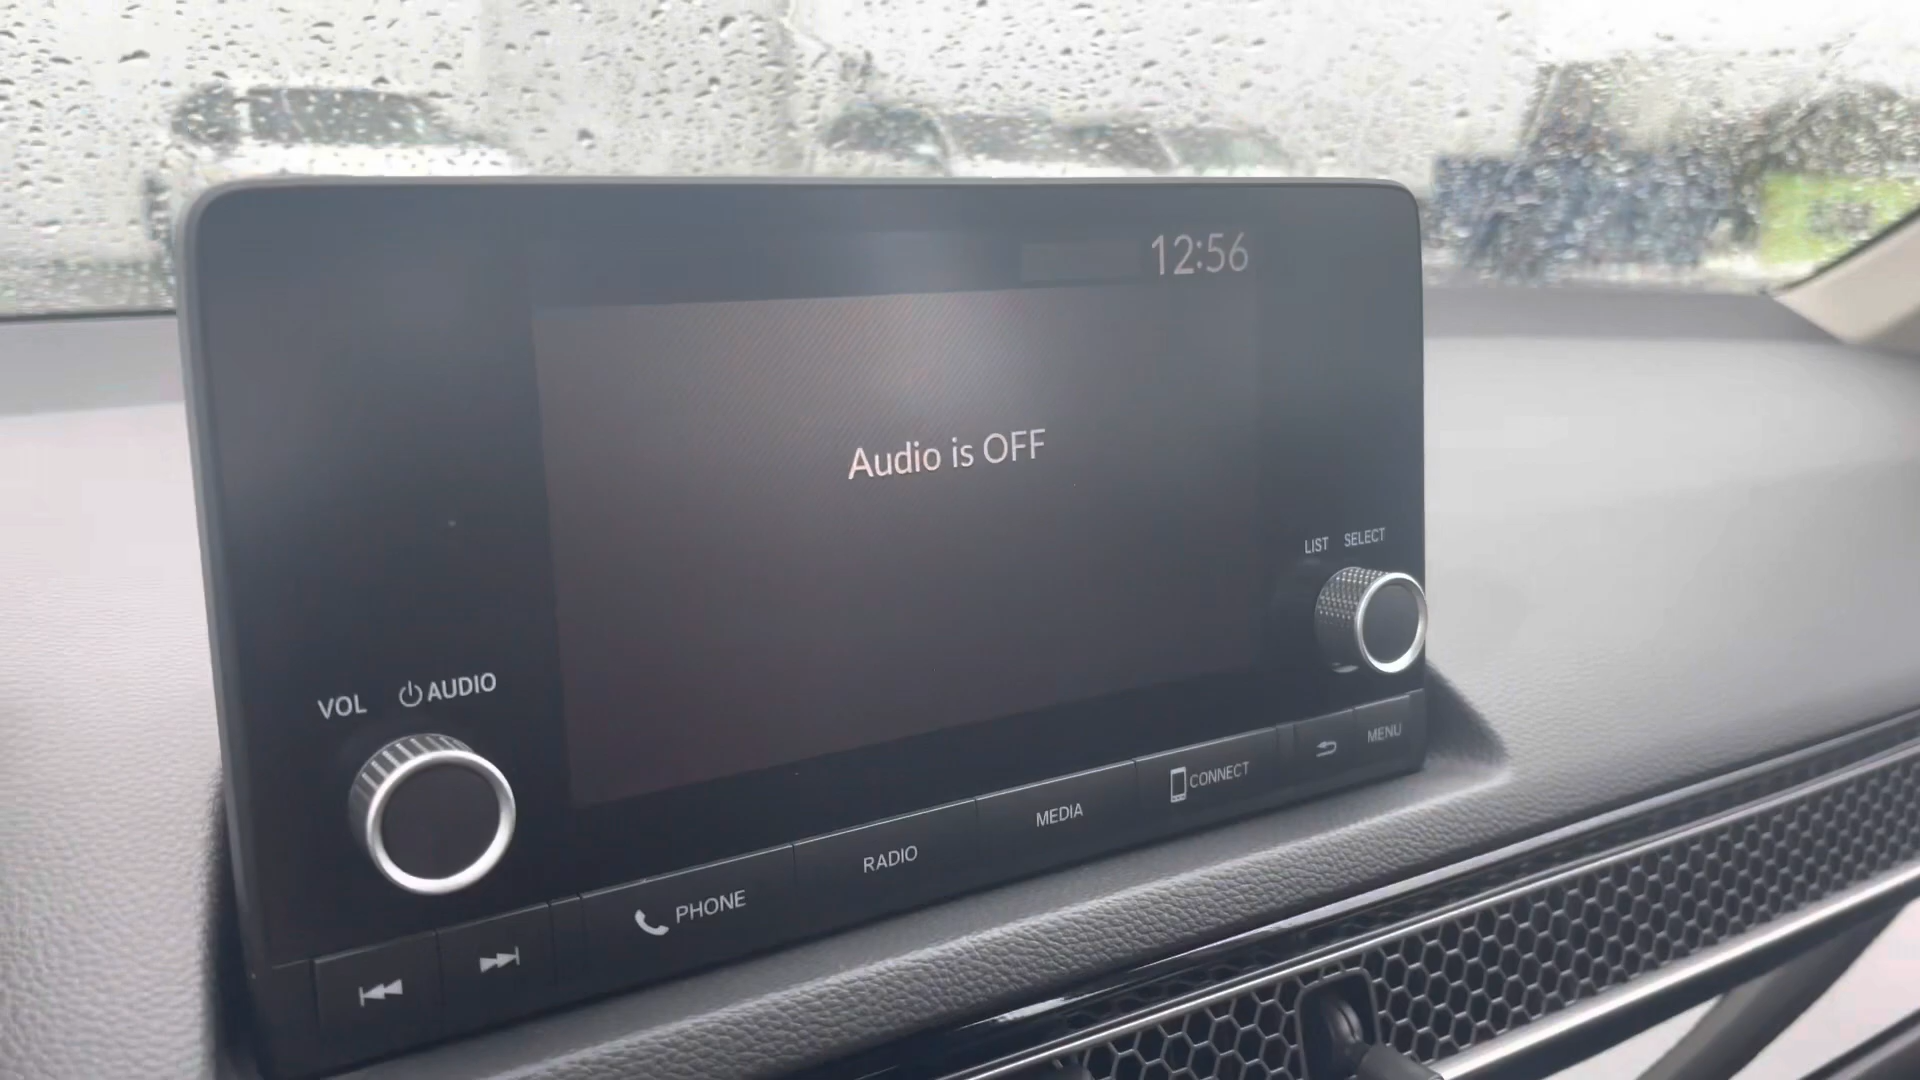 12:56
Audio is OFF
LIST SELECT
VOL AUDIO
PHONE
RADIO
MEDIA
CONNECT
MENU